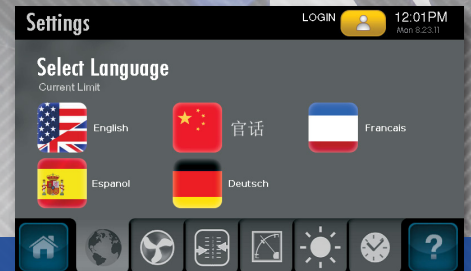 Settings
LOGIN
12:01PM
Mon 8.23.11
Select Language
Current Limit
English
官话
Francais
Espanol
Deutsch
?